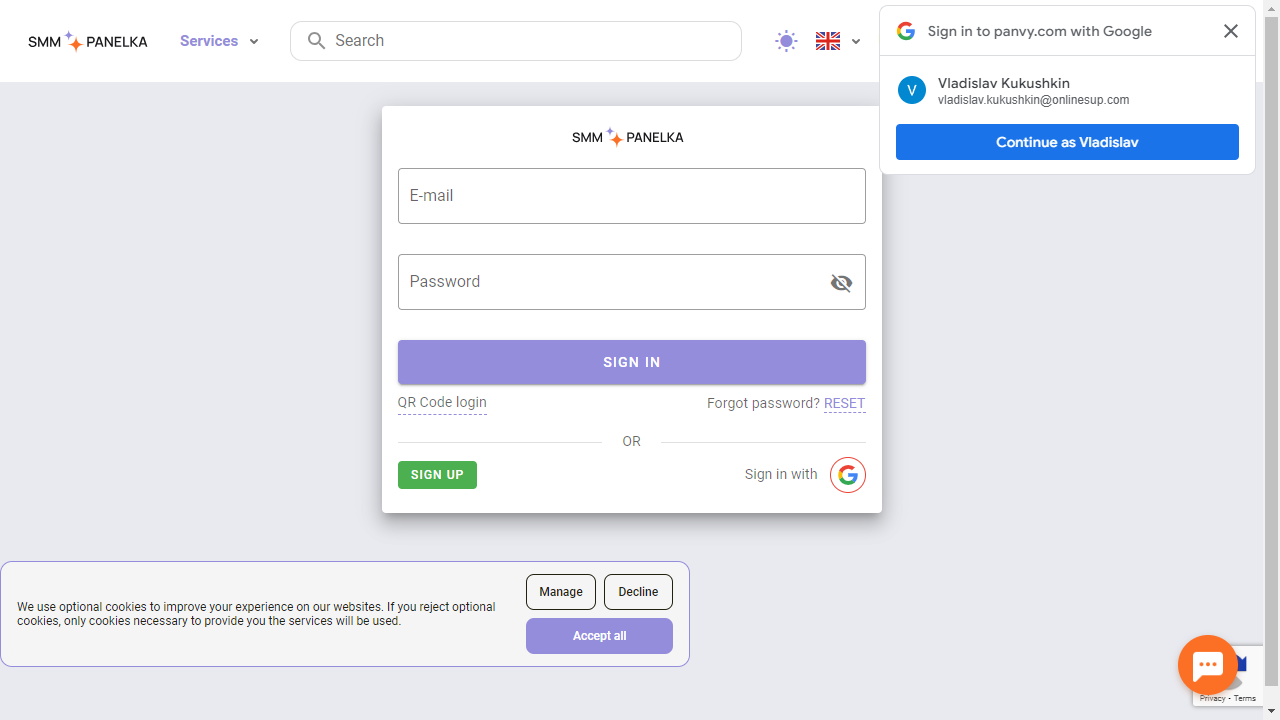 SMM PANELKA
Services
Search
Sign in to panvy.com with Google
V
Vladislav Kukushkin
vladislav.kukushkin@onlinesup.com
Continue as Vladislav
SMM PANELKA
E-mail
Password
SIGN IN
QR Code login
Forgot password? RESET
OR
SIGN UP
Sign in with
We use optional cookies to improve your experience on our websites. If you reject optional
cookies, only cookies necessary to provide you the services will be used.
Manage
Decline
Accept all
Privacy - Terms